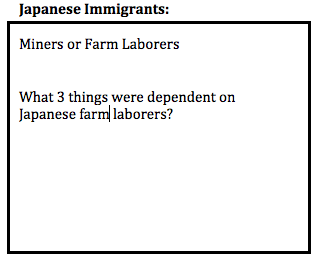 Japanese Immigrants:
Miners or Farm Laborers
What 3 things were dependent on
Japanese farm laborers?